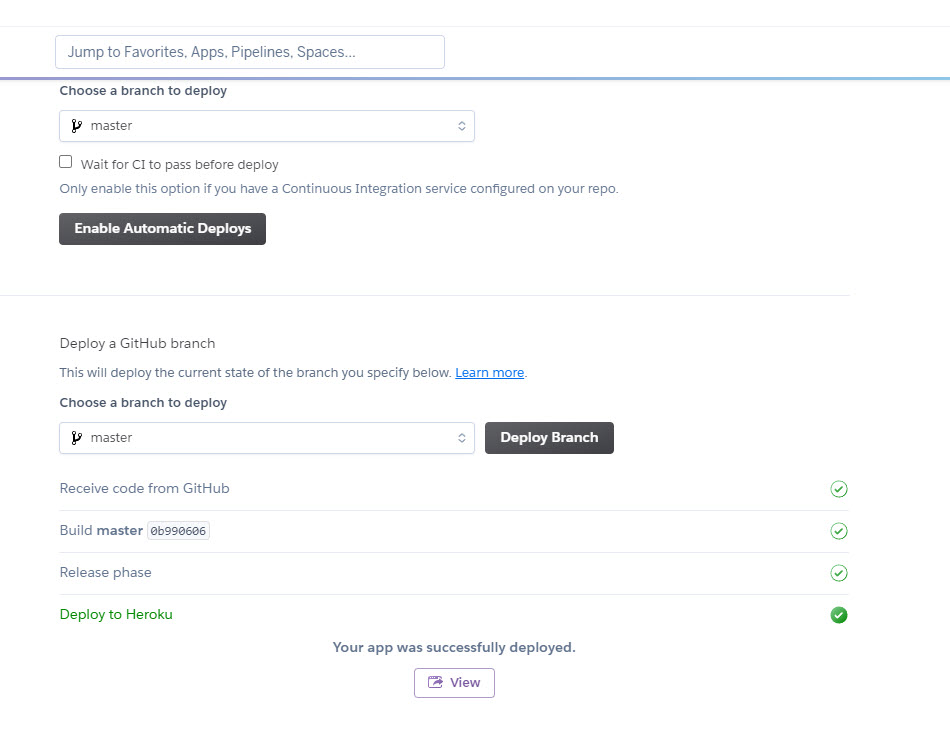 Jump to Favorites, Apps, Pipelines, Spaces...
Choose a branch to deploy
master
Wait for CI to pass before deploy
Only enable this option if you have a Continuous Integration service configured on your repo.
Enable Automatic Deploys
Deploy a GitHub branch
This will deploy the current state of the branch you specify below. Learn more.
Choose a branch to deploy
master
Deploy Branch
Receive code from GitHub
Build master 0b990606
Release phase
Deploy to Heroku
Your app was successfully deployed.
View